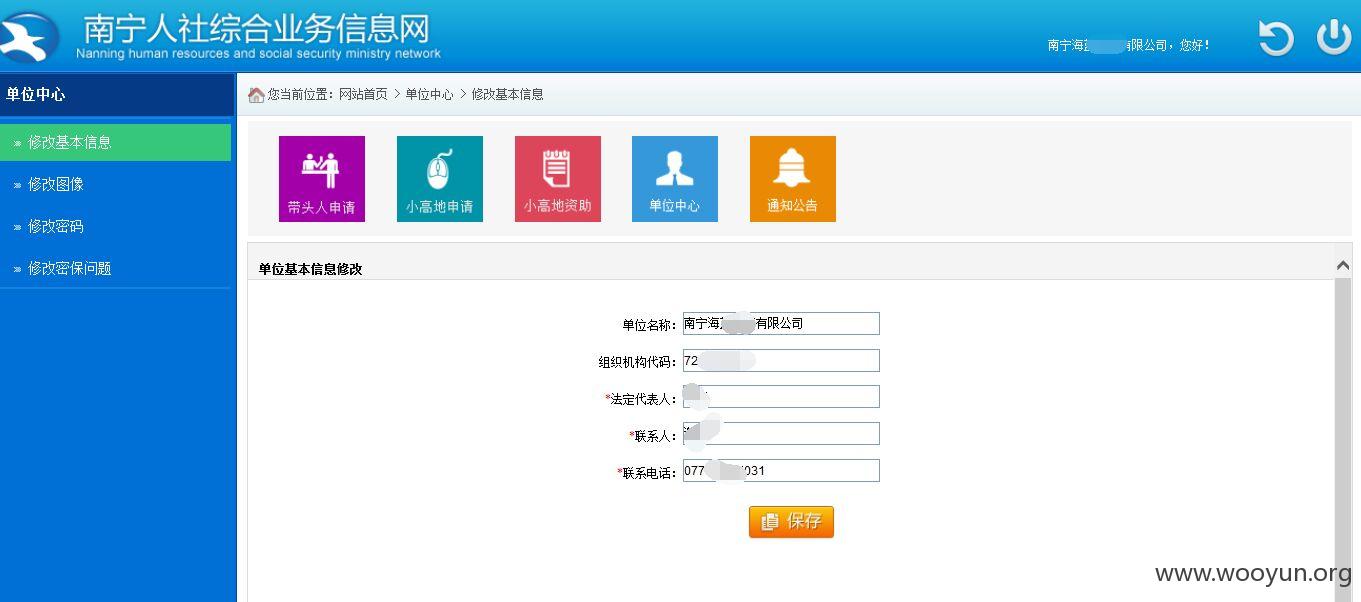 南宁人社综合业务信息网
Nanning human resources and social security ministry network
南宁海 有限公司，您好！
单位中心
您当前位置：网站首页 > 单位中心 > 修改基本信息
» 修改基本信息
» 修改图像
» 修改密码
» 修改密保问题
带头人申请
小高地申请
小高地资助
单位中心
通知公告
单位基本信息修改
单位名称：南宁海 有限公司
组织机构代码：72
*法定代表人：
*联系人：
*联系电话：077 031
保存
www.wooyun.org